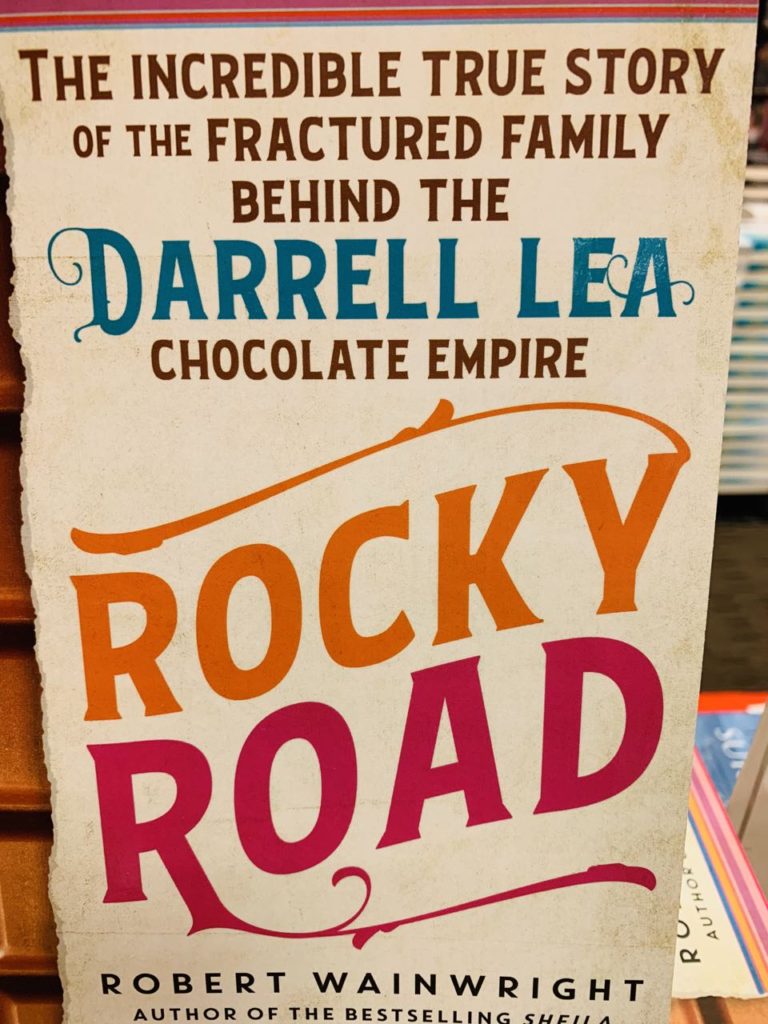 THE INCREDIBLE TRUE STORY
OF THE FRACTURED FAMILY
BEHIND THE
DARRELL LEA
CHOCOLATE EMPIRE
ROCKY
ROAD
ROBERT WAINWRIGHT
AUTHOR OF THE BESTSELLING SHEILA
AUTHOR